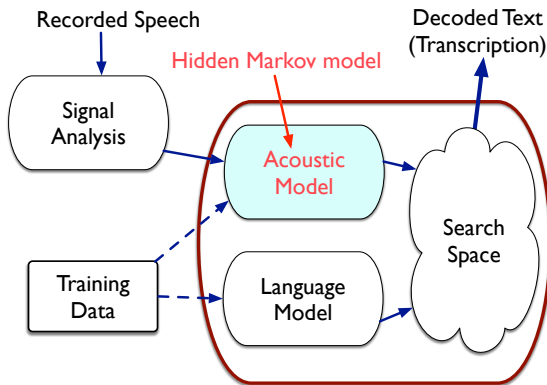 Recorded Speech
Decoded Text
(Transcription)
Hidden Markov model
Signal
Analysis
Acoustic
Model
Search
Space
Training
Data
Language
Model